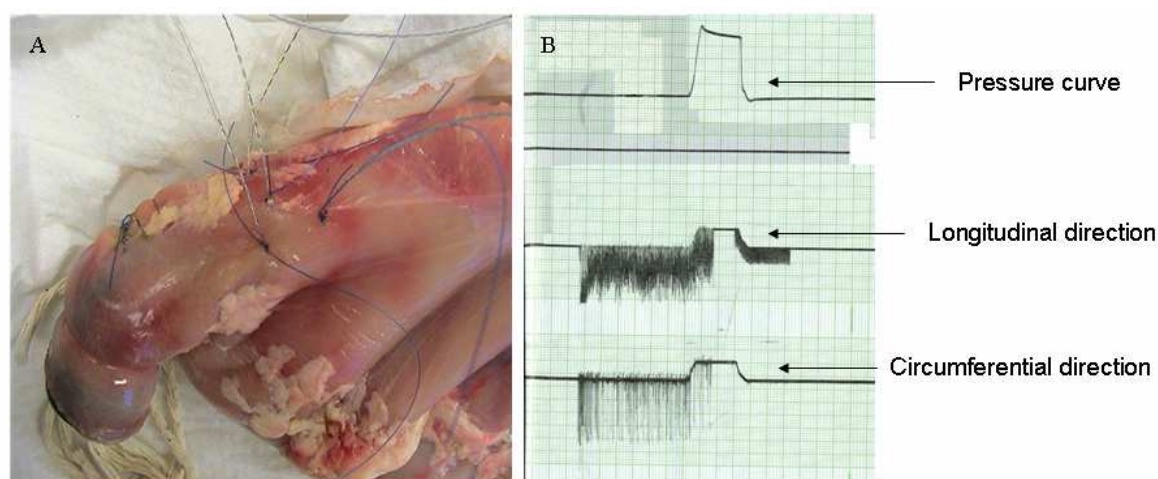 A
B
Pressure curve
Longitudinal direction
Circumferential direction